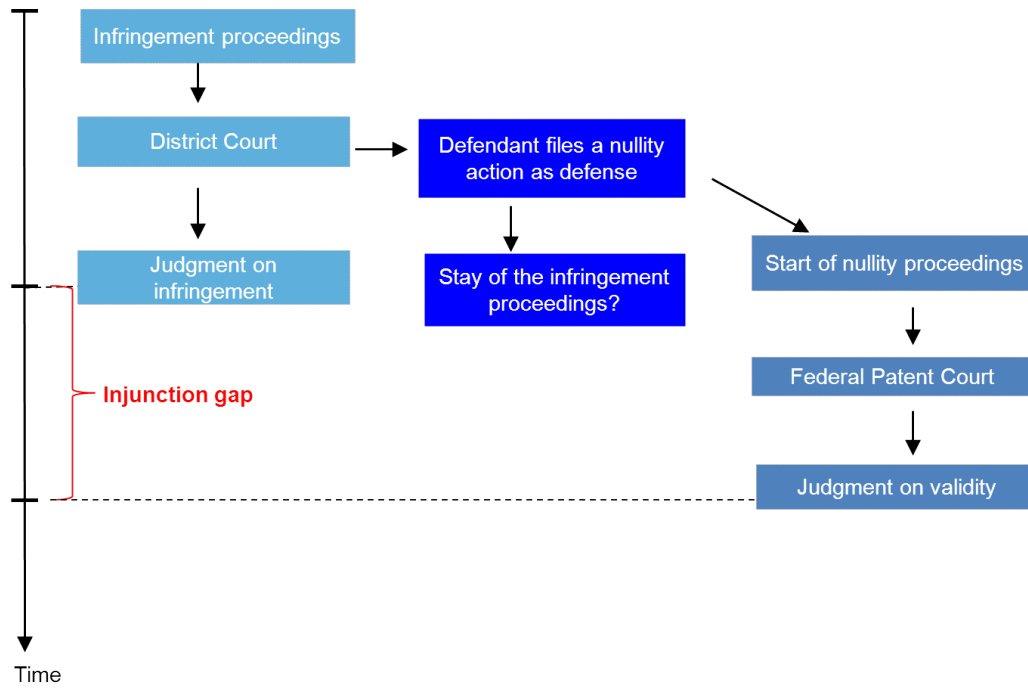 Infringement proceedings
District Court
Defendant files a nullity
action as defense
Judgment on
infringement
Stay of the infringement
proceedings?
Start of nullity proceedings
Federal Patent Court
Injunction gap
Judgment on validity
Time